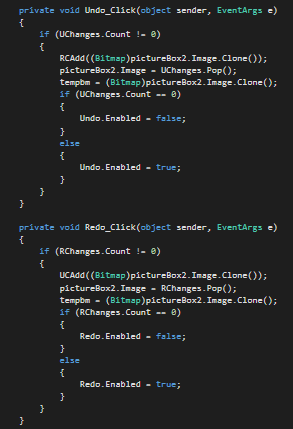 private void Undo_Click(object sender, EventArgs e)
{
if (UChanges.Count != 0)
{
RCAdd((Bitmap)pictureBox2.Image.Clone());
pictureBox2.Image = UChanges.Pop();
tempbm = (Bitmap)pictureBox2.Image.Clone();
if (UChanges.Count == 0)
{
Undo.Enabled = false;
}
else
{
Undo.Enabled = true;
}
}
}
private void Redo_Click(object sender, EventArgs e)
{
if (RChanges.Count != 0)
{
UCAdd((Bitmap)pictureBox2.Image.Clone());
pictureBox2.Image = RChanges.Pop();
tempbm = (Bitmap)pictureBox2.Image.Clone();
if (RChanges.Count == 0)
{
Redo.Enabled = false;
}
else
{
Redo.Enabled = true;
}
}
}